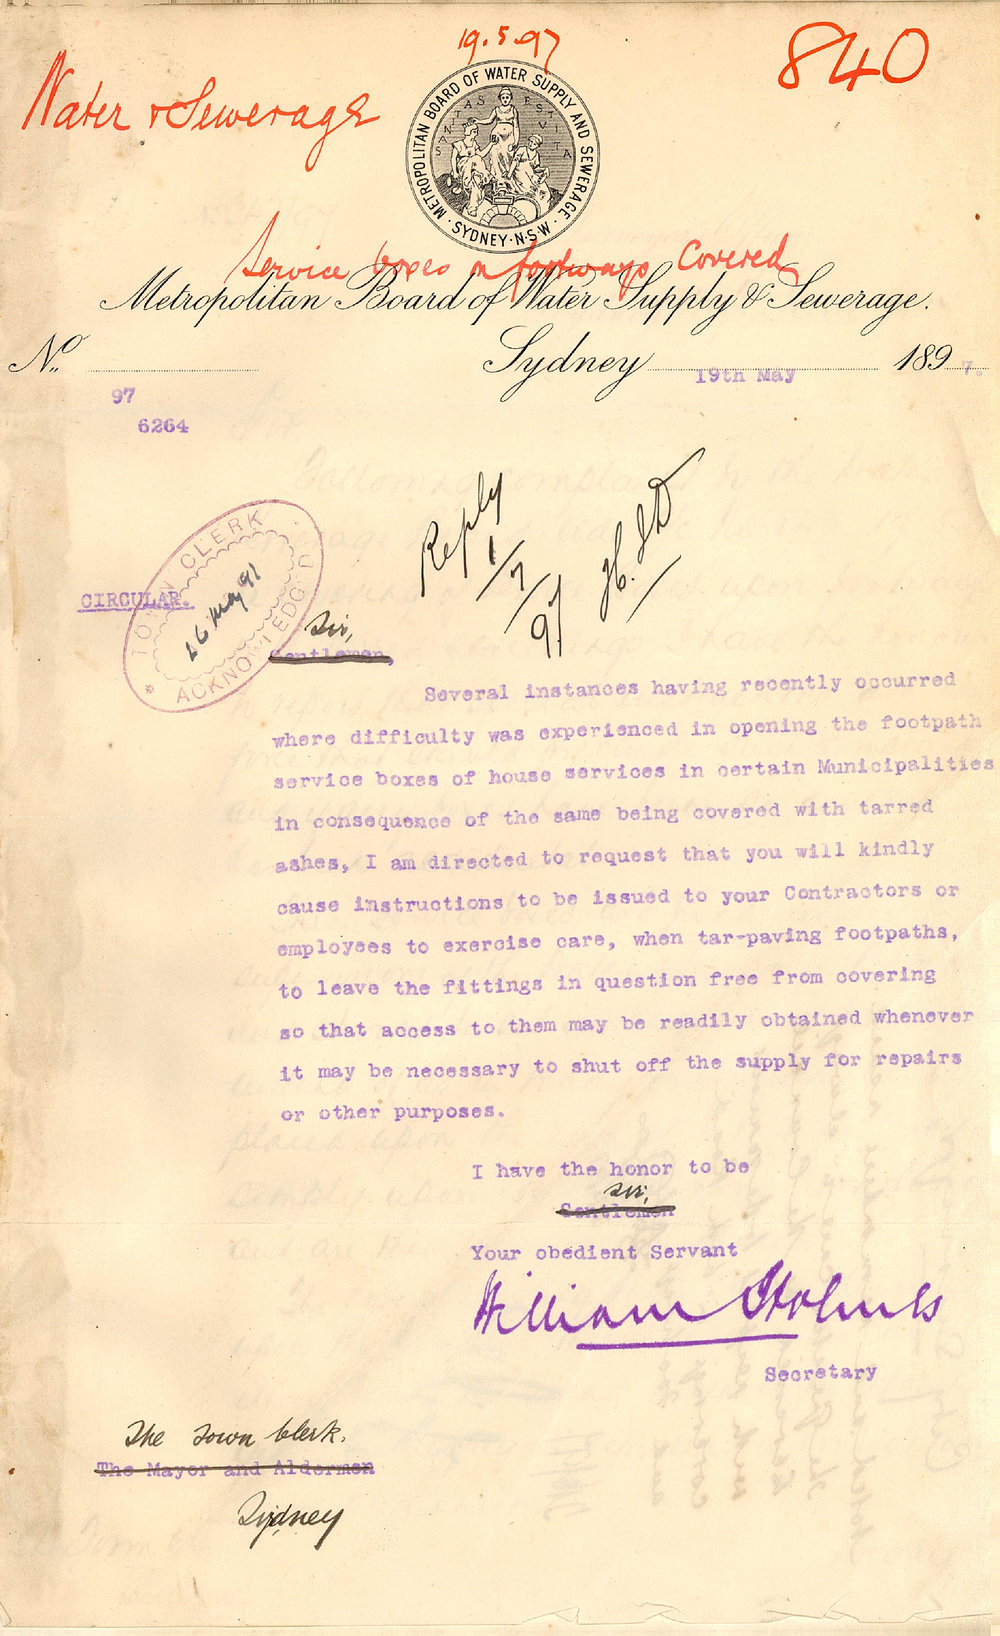 19.5.97
840
Water & Sewerage
METROPOLITAN BOARD OF WATER SUPPLY AND SEWERAGE.
SYDNEY·N·S·W·
Service boxes on footways Covered
Metropolitan Board of Water Supply & Sewerage.
No. Sydney 19th May 1897.
97
6264
Reply
1/7/97
TOWN CLERK
ACKNOWLEDG'D
CIRCULAR.
Sir,
Gentlemen,
Several instances having recently occurred
where difficulty was experienced in opening the footpath
service boxes of house services in certain Municipalities
in consequence of the same being covered with tarred
ashes, I am directed to request that you will kindly
cause instructions to be issued to your Contractors or
employees to exercise care, when tar-paving footpaths,
to leave the fittings in question free from covering
so that access to them may be readily obtained whenever
it may be necessary to shut off the supply for repairs
or other purposes.
I have the honor to be
Sir,
Gentlemen
Your obedient Servant
William Holmes
Secretary
The Town Clerk.
The Mayor and Aldermen
Sydney